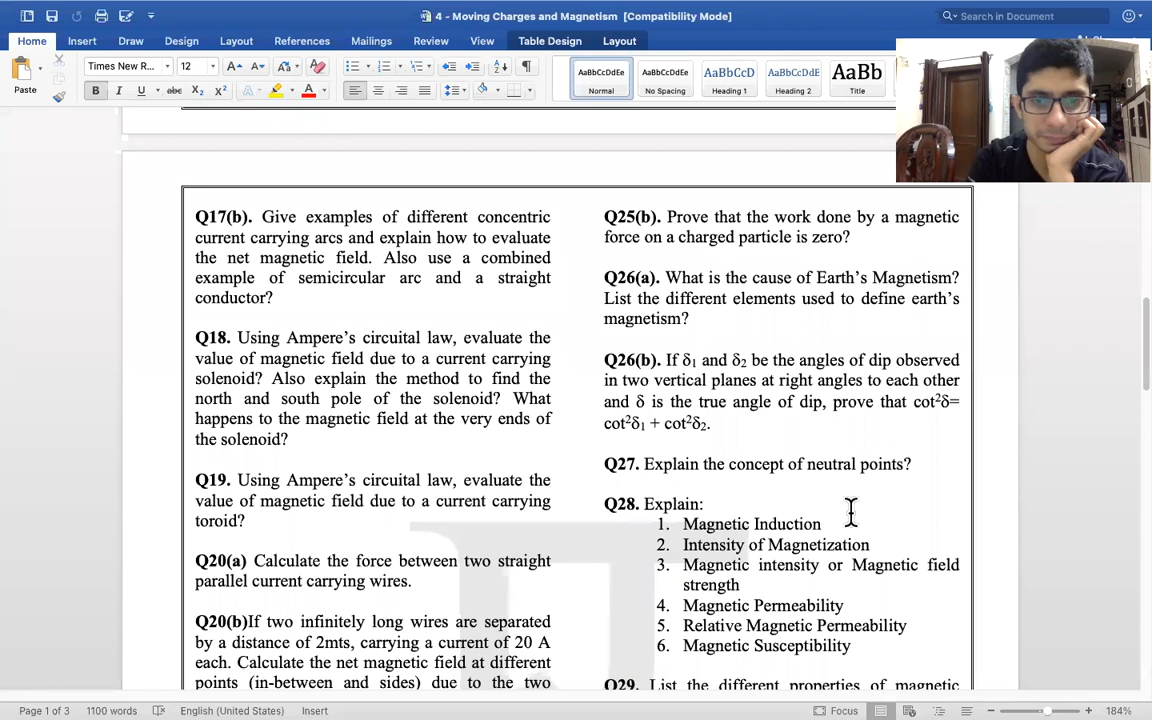 4 - Moving Charges and Magnetism [Compatibility Mode]
Search in Document
Home Insert Draw Design Layout References Mailings Review View Table Design Layout
Paste
Times New R... 12
AaBbCcDdEe AaBbCcDdEe AaBbCcD AaBbCcDdE AaBb
Normal No Spacing Heading 1 Heading 2 Title
Q17(b). Give examples of different concentric
current carrying arcs and explain how to evaluate
the net magnetic field. Also use a combined
example of semicircular arc and a straight
conductor?
Q18. Using Ampere's circuital law, evaluate the
value of magnetic field due to a current carrying
solenoid? Also explain the method to find the
north and south pole of the solenoid? What
happens to the magnetic field at the very ends of
the solenoid?
Q19. Using Ampere's circuital law, evaluate the
value of magnetic field due to a current carrying
toroid?
Q20(a) Calculate the force between two straight
parallel current carrying wires.
Q20(b)If two infinitely long wires are separated
by a distance of 2mts, carrying a current of 20 A
each. Calculate the net magnetic field at different
points (in-between and sides) due to the two
Q25(b). Prove that the work done by a magnetic
force on a charged particle is zero?
Q26(a). What is the cause of Earth's Magnetism?
List the different elements used to define earth's
magnetism?
Q26(b). If δ₁ and δ₂ be the angles of dip observed
in two vertical planes at right angles to each other
and δ is the true angle of dip, prove that cot²δ=
cot²δ₁ + cot²δ₂.
Q27. Explain the concept of neutral points?
Q28. Explain:
1. Magnetic Induction
2. Intensity of Magnetization
3. Magnetic intensity or Magnetic field
strength
4. Magnetic Permeability
5. Relative Magnetic Permeability
6. Magnetic Susceptibility
Q29. List the different properties of magnetic
Page 1 of 3 1100 words English (United States) Insert Focus 184%